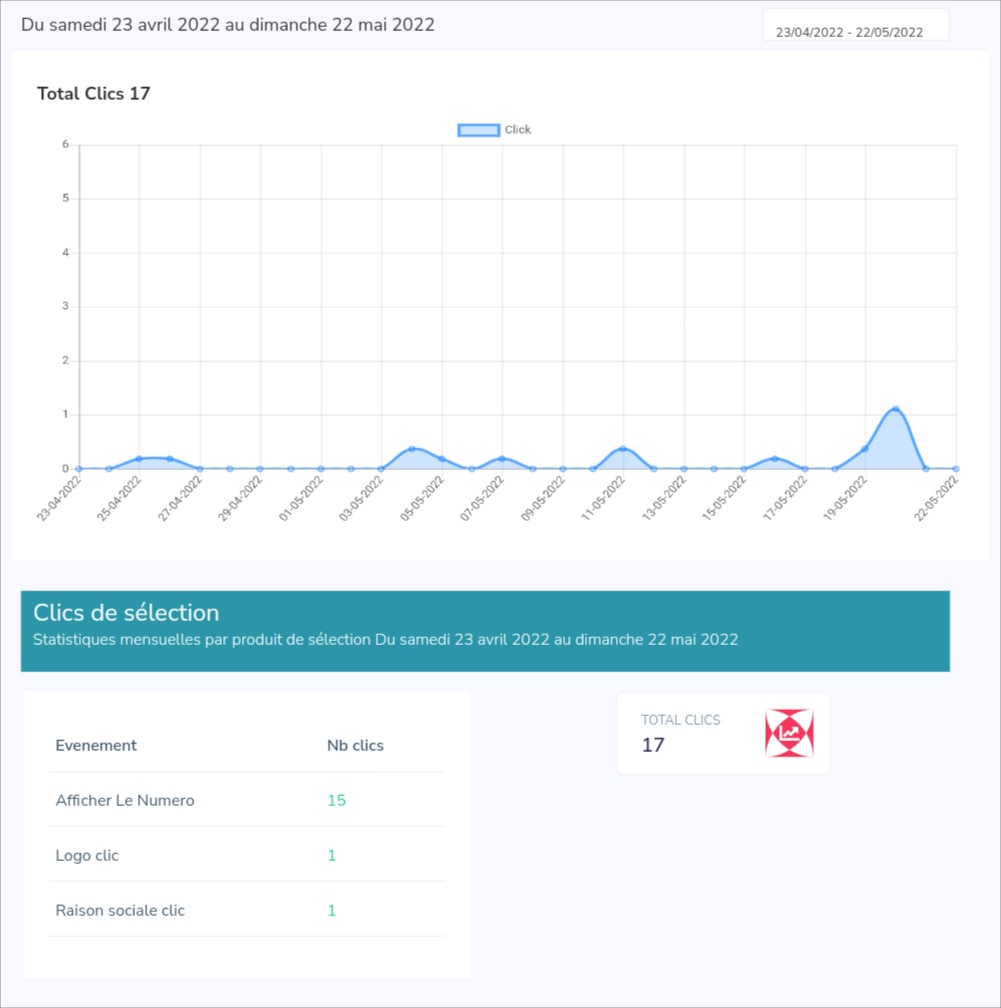 Du samedi 23 avril 2022 au dimanche 22 mai 2022
23/04/2022 - 22/05/2022
Total Clics 17
Click
6
5
4
3
2
1
0
23-04-2022
25-04-2022
27-04-2022
29-04-2022
01-05-2022
03-05-2022
05-05-2022
07-05-2022
09-05-2022
11-05-2022
13-05-2022
15-05-2022
17-05-2022
19-05-2022
22-05-2022
Clics de sélection
Statistiques mensuelles par produit de sélection Du samedi 23 avril 2022 au dimanche 22 mai 2022
Evenement Nb clics
Afficher Le Numero 15
Logo clic 1
Raison sociale clic 1
TOTAL CLICS
17